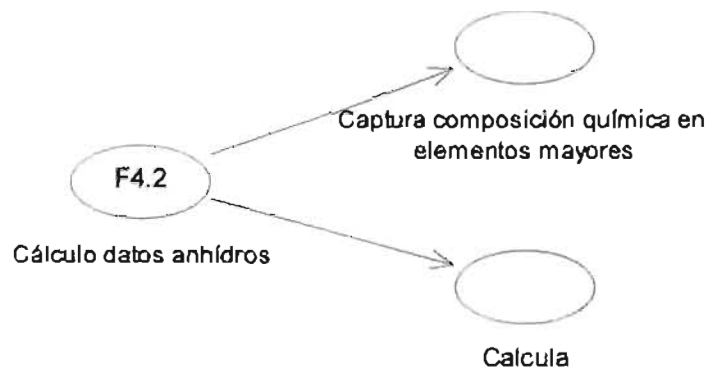 Captura composición química en
elementos mayores
F4.2
Cálculo datos anhídros
Calcula